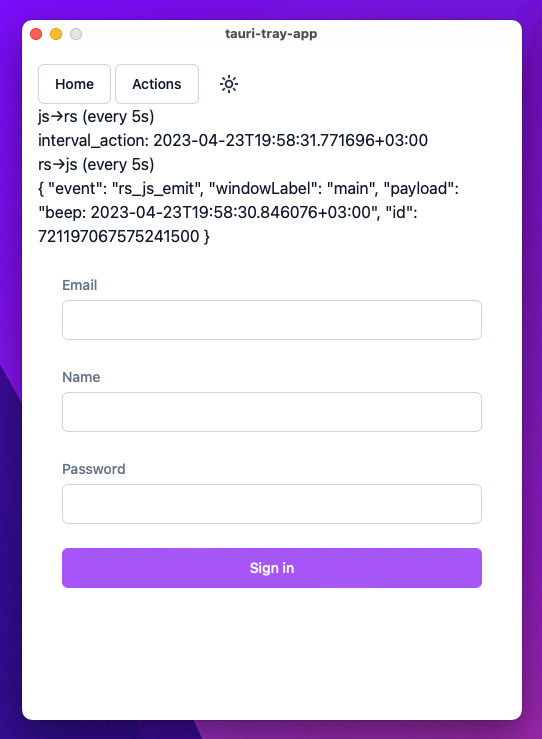 tauri-tray-app
Home
Actions
js→rs (every 5s)
interval_action: 2023-04-23T19:58:31.771696+03:00
rs→js (every 5s)
{ "event": "rs_js_emit", "windowLabel": "main", "payload":
"beep: 2023-04-23T19:58:30.846076+03:00", "id":
721197067575241500 }
Email
Name
Password
Sign in